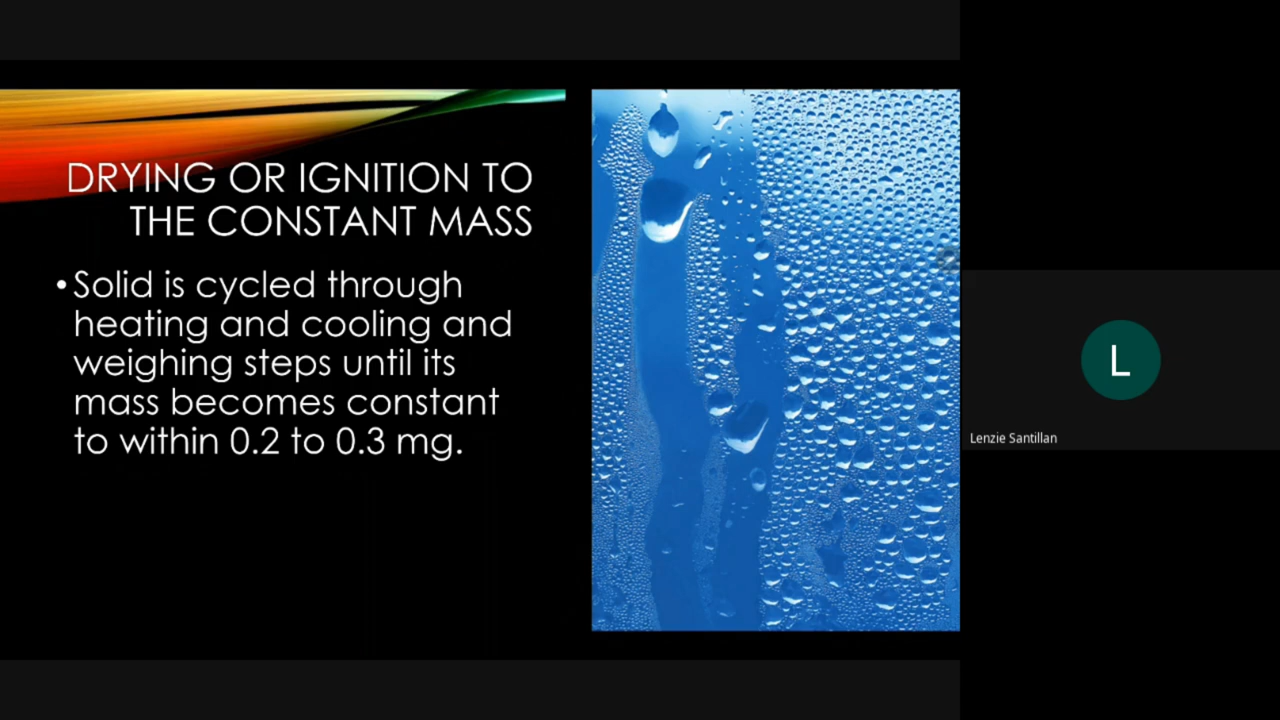 DRYING OR IGNITION TO
THE CONSTANT MASS
• Solid is cycled through
heating and cooling and
weighing steps until its
mass becomes constant
to within 0.2 to 0.3 mg.
L
Lenzie Santillan